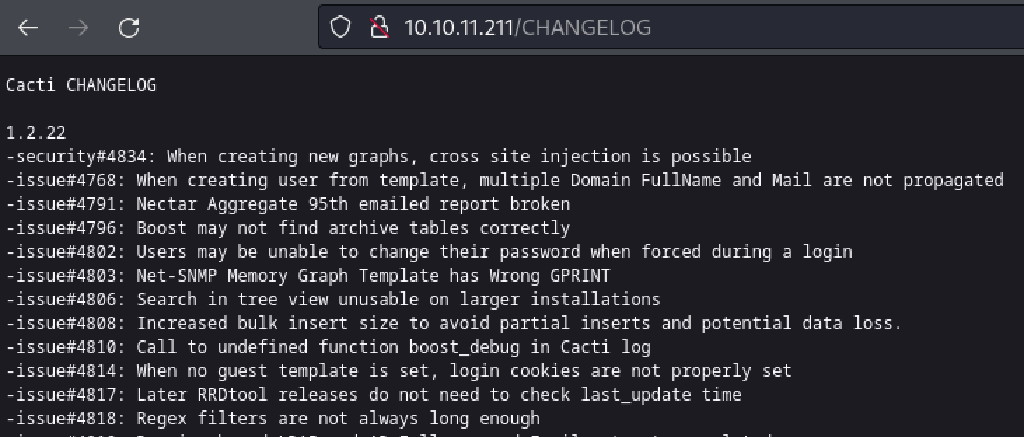 10.10.11.211/CHANGELOG
Cacti CHANGELOG
1.2.22
-security#4834: When creating new graphs, cross site injection is possible
-issue#4768: When creating user from template, multiple Domain FullName and Mail are not propagated
-issue#4791: Nectar Aggregate 95th emailed report broken
-issue#4796: Boost may not find archive tables correctly
-issue#4802: Users may be unable to change their password when forced during a login
-issue#4803: Net-SNMP Memory Graph Template has Wrong GPRINT
-issue#4806: Search in tree view unusable on larger installations
-issue#4808: Increased bulk insert size to avoid partial inserts and potential data loss.
-issue#4810: Call to undefined function boost_debug in Cacti log
-issue#4814: When no guest template is set, login cookies are not properly set
-issue#4817: Later RRDtool releases do not need to check last_update time
-issue#4818: Regex filters are not always long enough